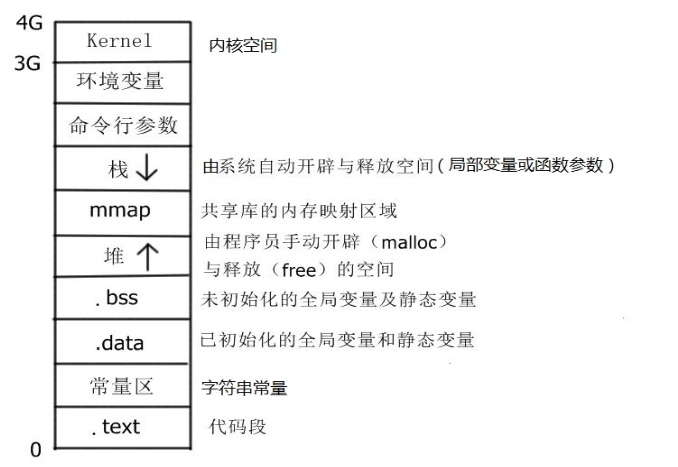 4G
Kernel 内核空间
3G
环境变量
命令行参数
栈 由系统自动开辟与释放空间(局部变量或函数参数)
mmap 共享库的内存映射区域
堆 由程序员手动开辟（malloc）
与释放（free）的空间
.bss 未初始化的全局变量及静态变量
.data 已初始化的全局变量和静态变量
常量区 字符串常量
.text 代码段
0